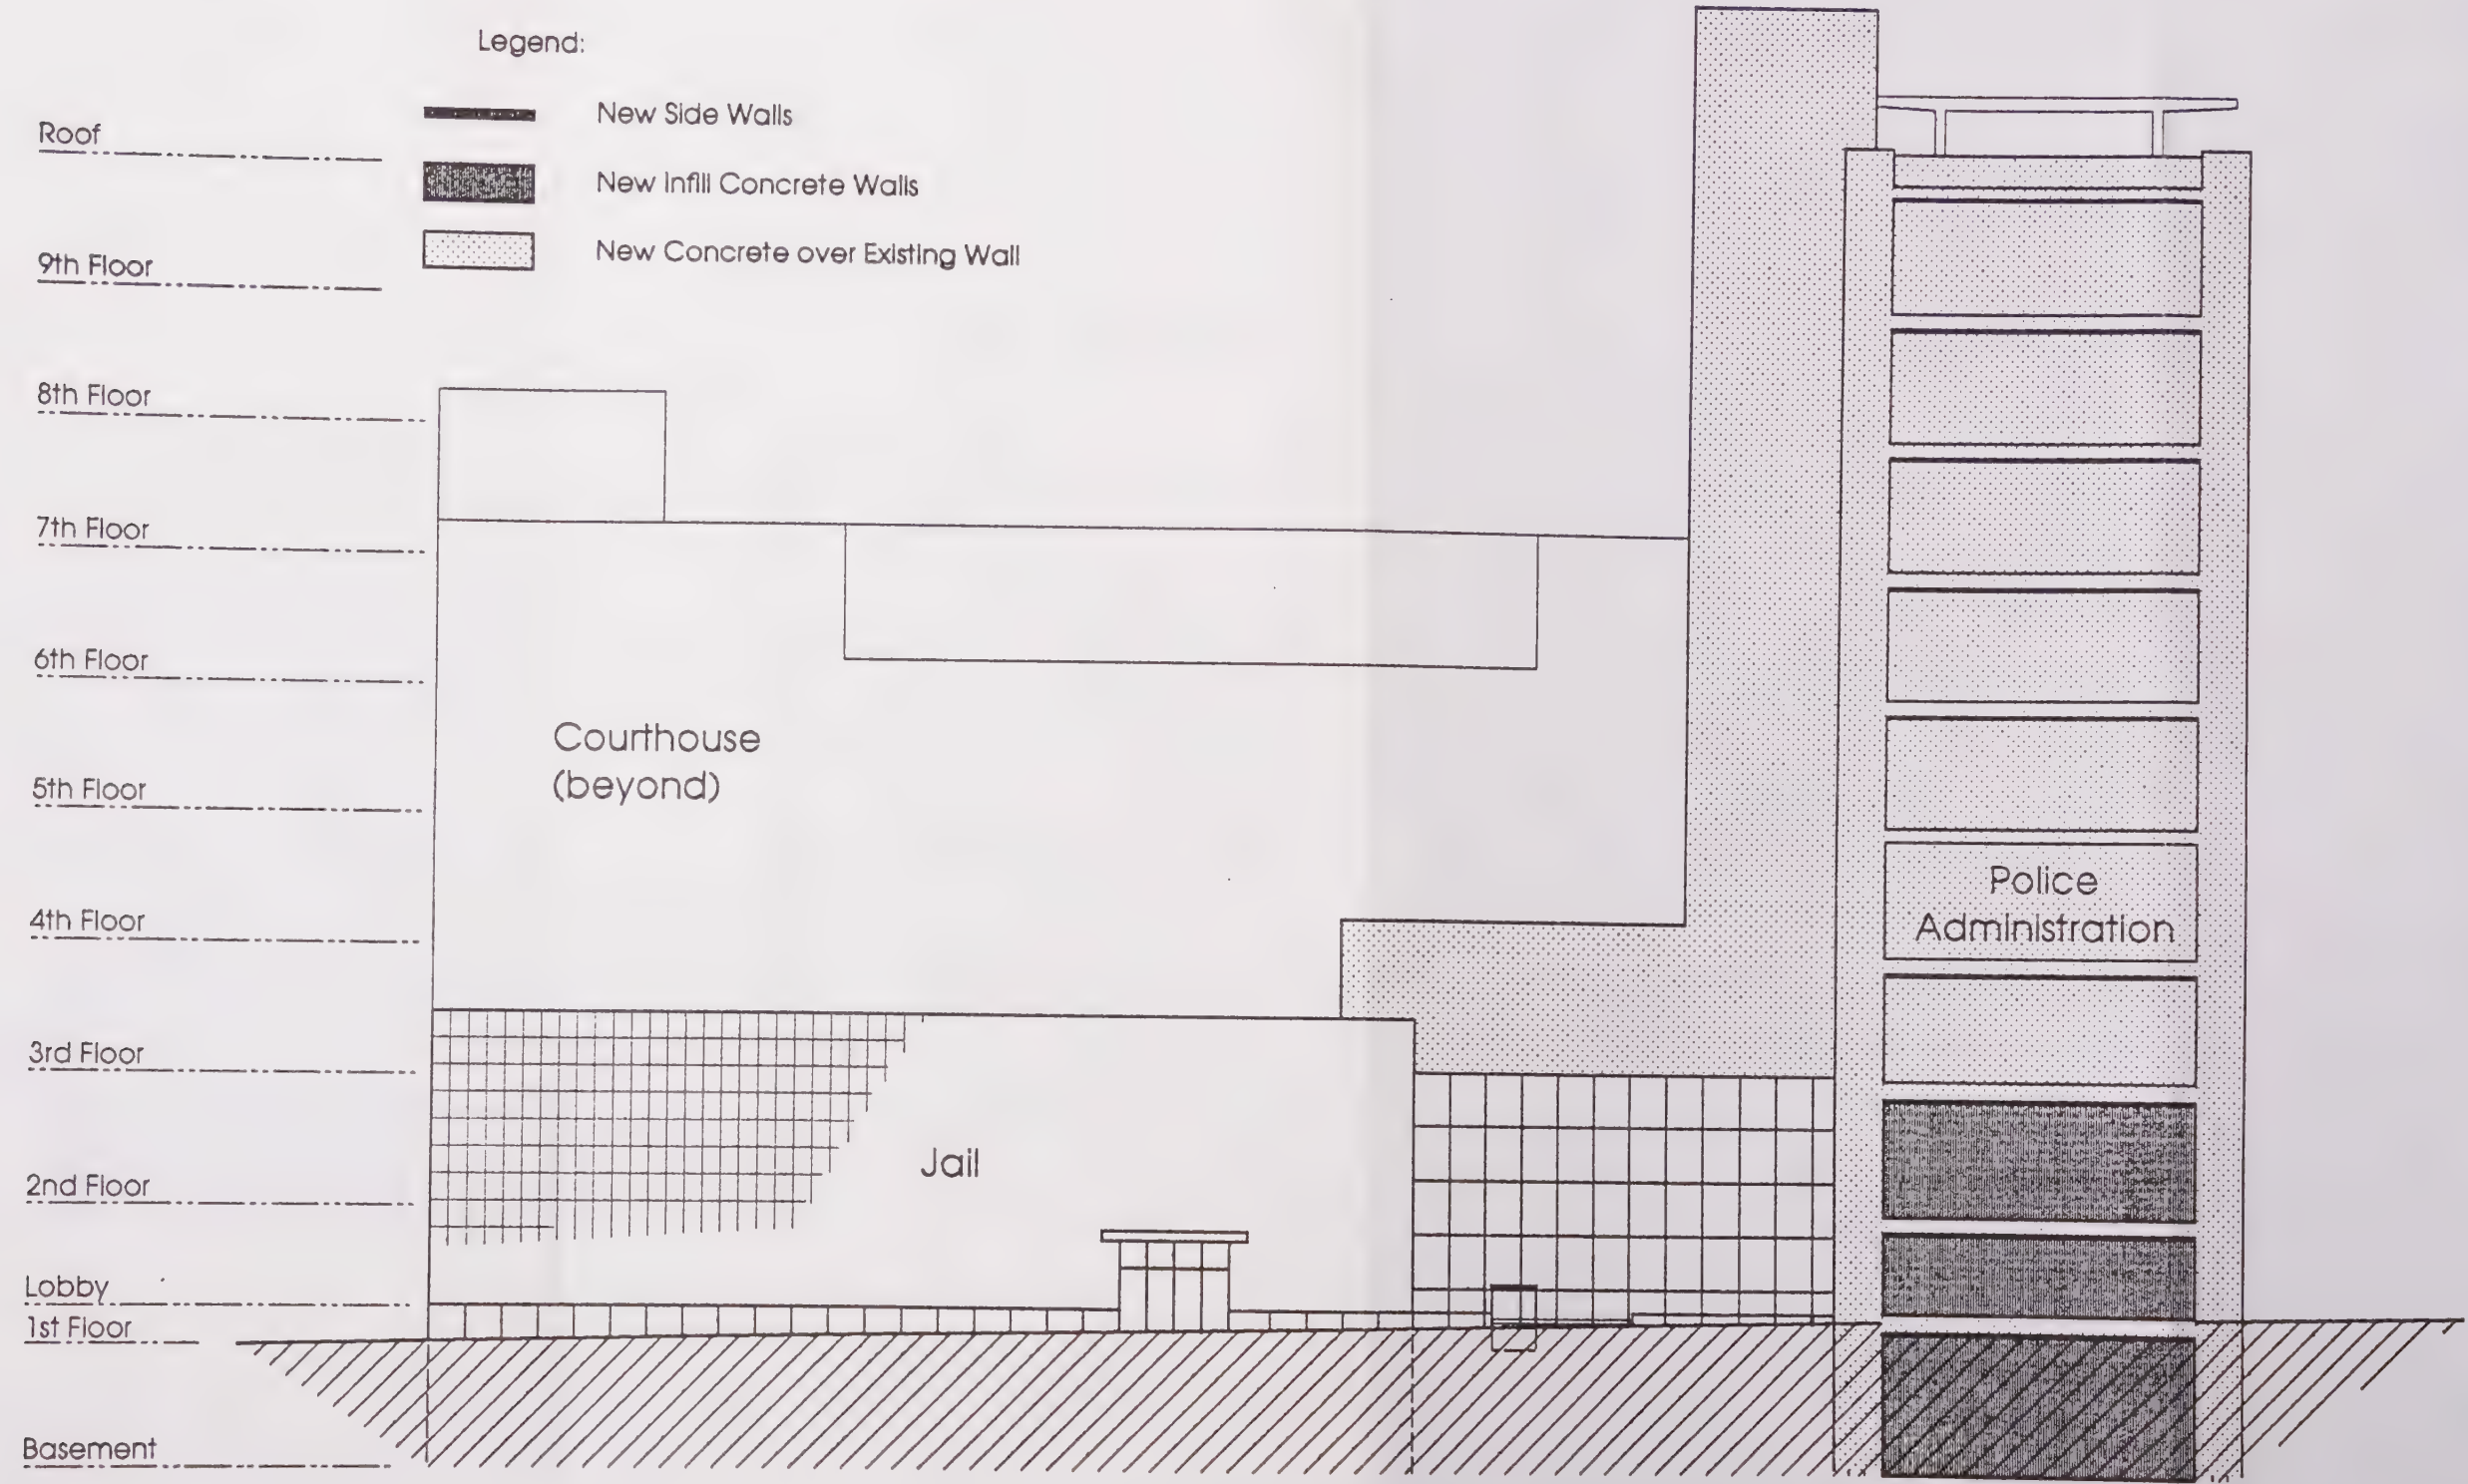 Legend:
New Side Walls
New Infill Concrete Walls
New Concrete over Existing Wall
Roof
9th Floor
8th Floor
7th Floor
6th Floor
5th Floor
4th Floor
3rd Floor
2nd Floor
Lobby
1st Floor
Basement
Courthouse
(beyond)
Police
Administration
Jail